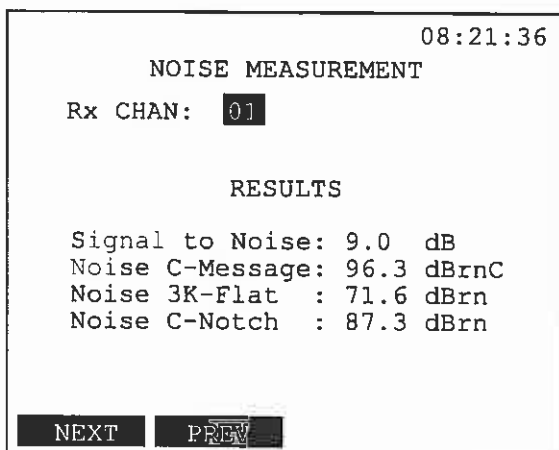 08:21:36
NOISE MEASUREMENT
Rx CHAN: 01
RESULTS
Signal to Noise: 9.0 dB
Noise C-Message: 96.3 dBrnC
Noise 3K-Flat : 71.6 dBrn
Noise C-Notch : 87.3 dBrn
NEXT PREV